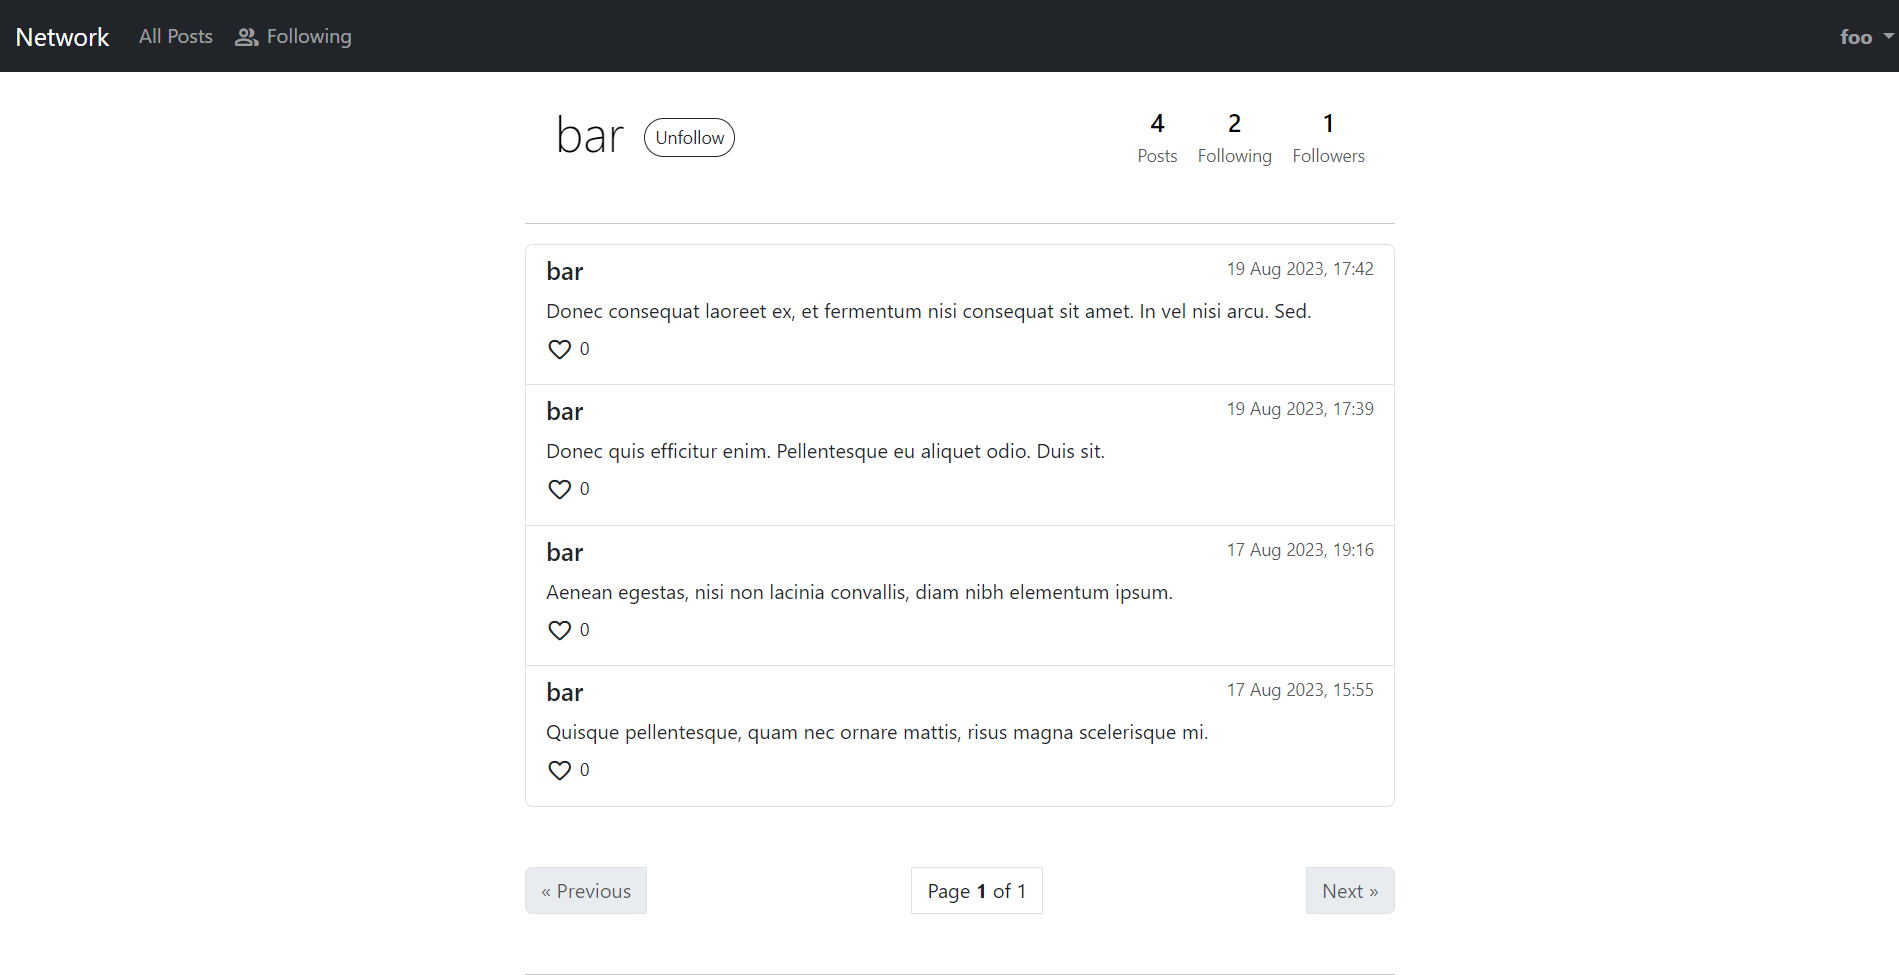 Network All Posts Following foo
bar Unfollow
4 2 1
Posts Following Followers
bar 19 Aug 2023, 17:42
Donec consequat laoreet ex, et fermentum nisi consequat sit amet. In vel nisi arcu. Sed.
0
bar 19 Aug 2023, 17:39
Donec quis efficitur enim. Pellentesque eu aliquet odio. Duis sit.
0
bar 17 Aug 2023, 19:16
Aenean egestas, nisi non lacinia convallis, diam nibh elementum ipsum.
0
bar 17 Aug 2023, 15:55
Quisque pellentesque, quam nec ornare mattis, risus magna scelerisque mi.
0
« Previous Page 1 of 1 Next »